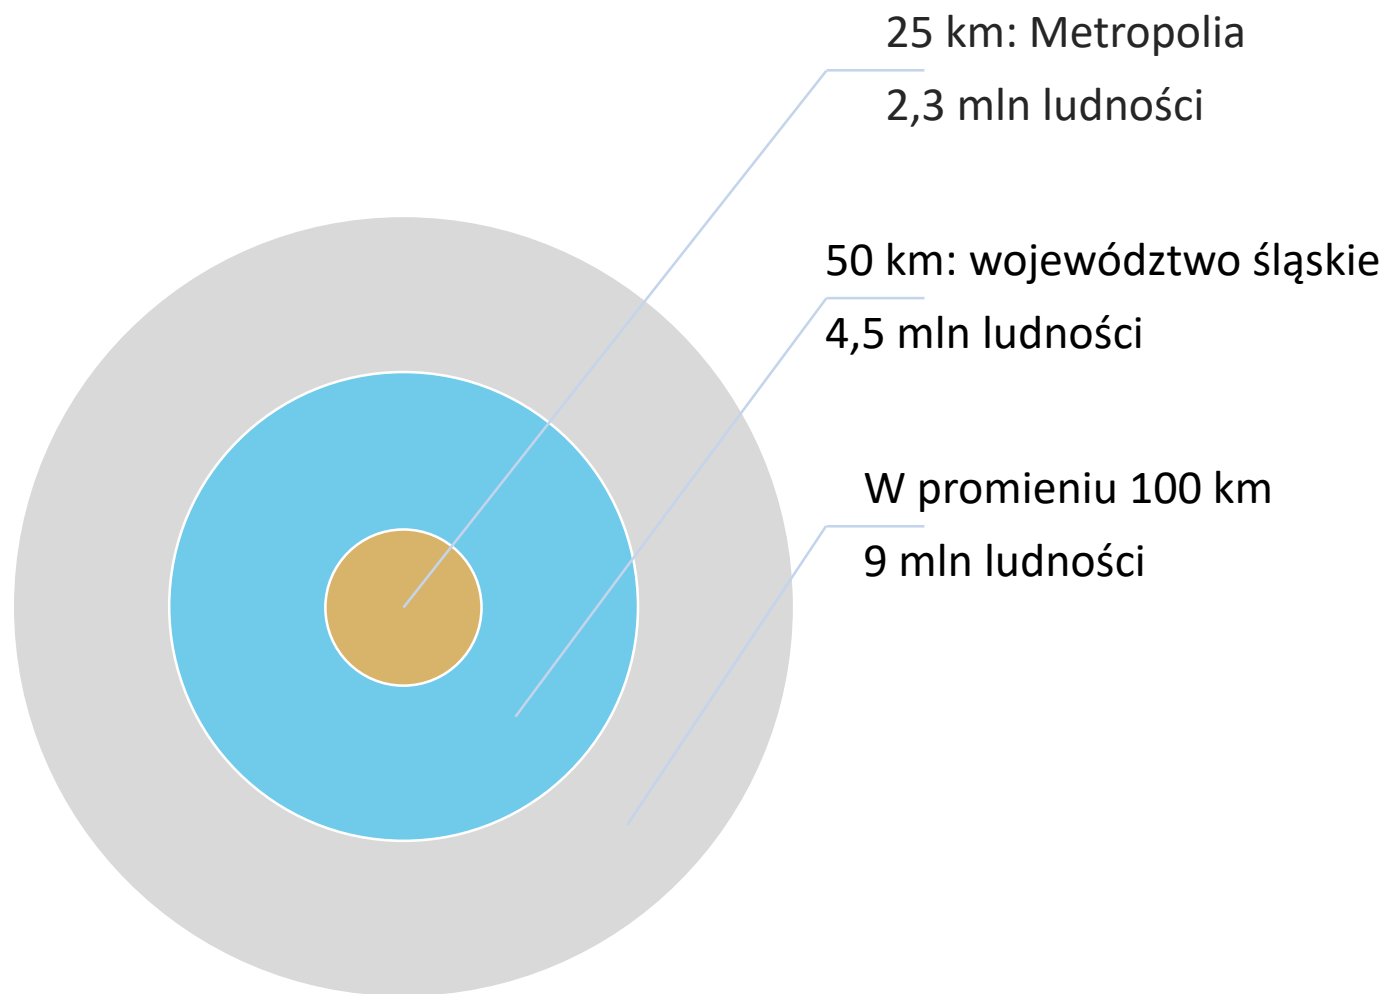 25 km: Metropolia
2,3 mln ludności
50 km: województwo śląskie
4,5 mln ludności
W promieniu 100 km
9 mln ludności